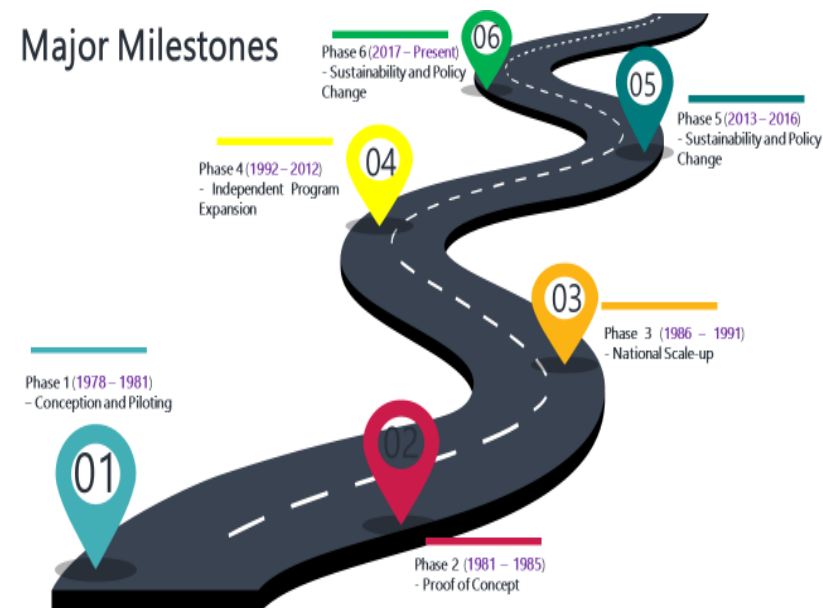 Major Milestones
06
Phase 6 (2017 – Present)
- Sustainability and Policy
Change
05
Phase 5 (2013 – 2016)
- Sustainability and Policy
Change
04
Phase 4 (1992 – 2012)
- Independent Program
Expansion
03
Phase 3 (1986 – 1991)
- National Scale-up
Phase 1 (1978 – 1981)
– Conception and Piloting
01
02
Phase 2 (1981 – 1985)
- Proof of Concept